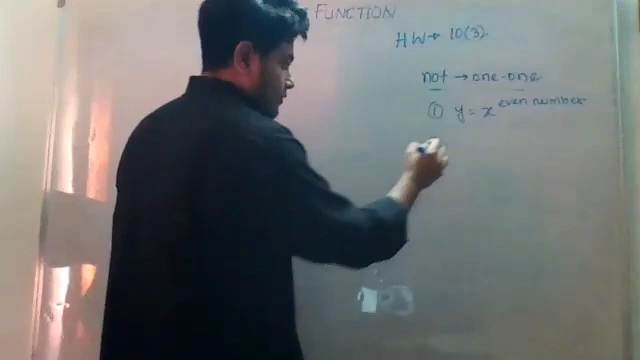 FUNCTION
HW→ 10(3)
not → one-one
① y = x^even number